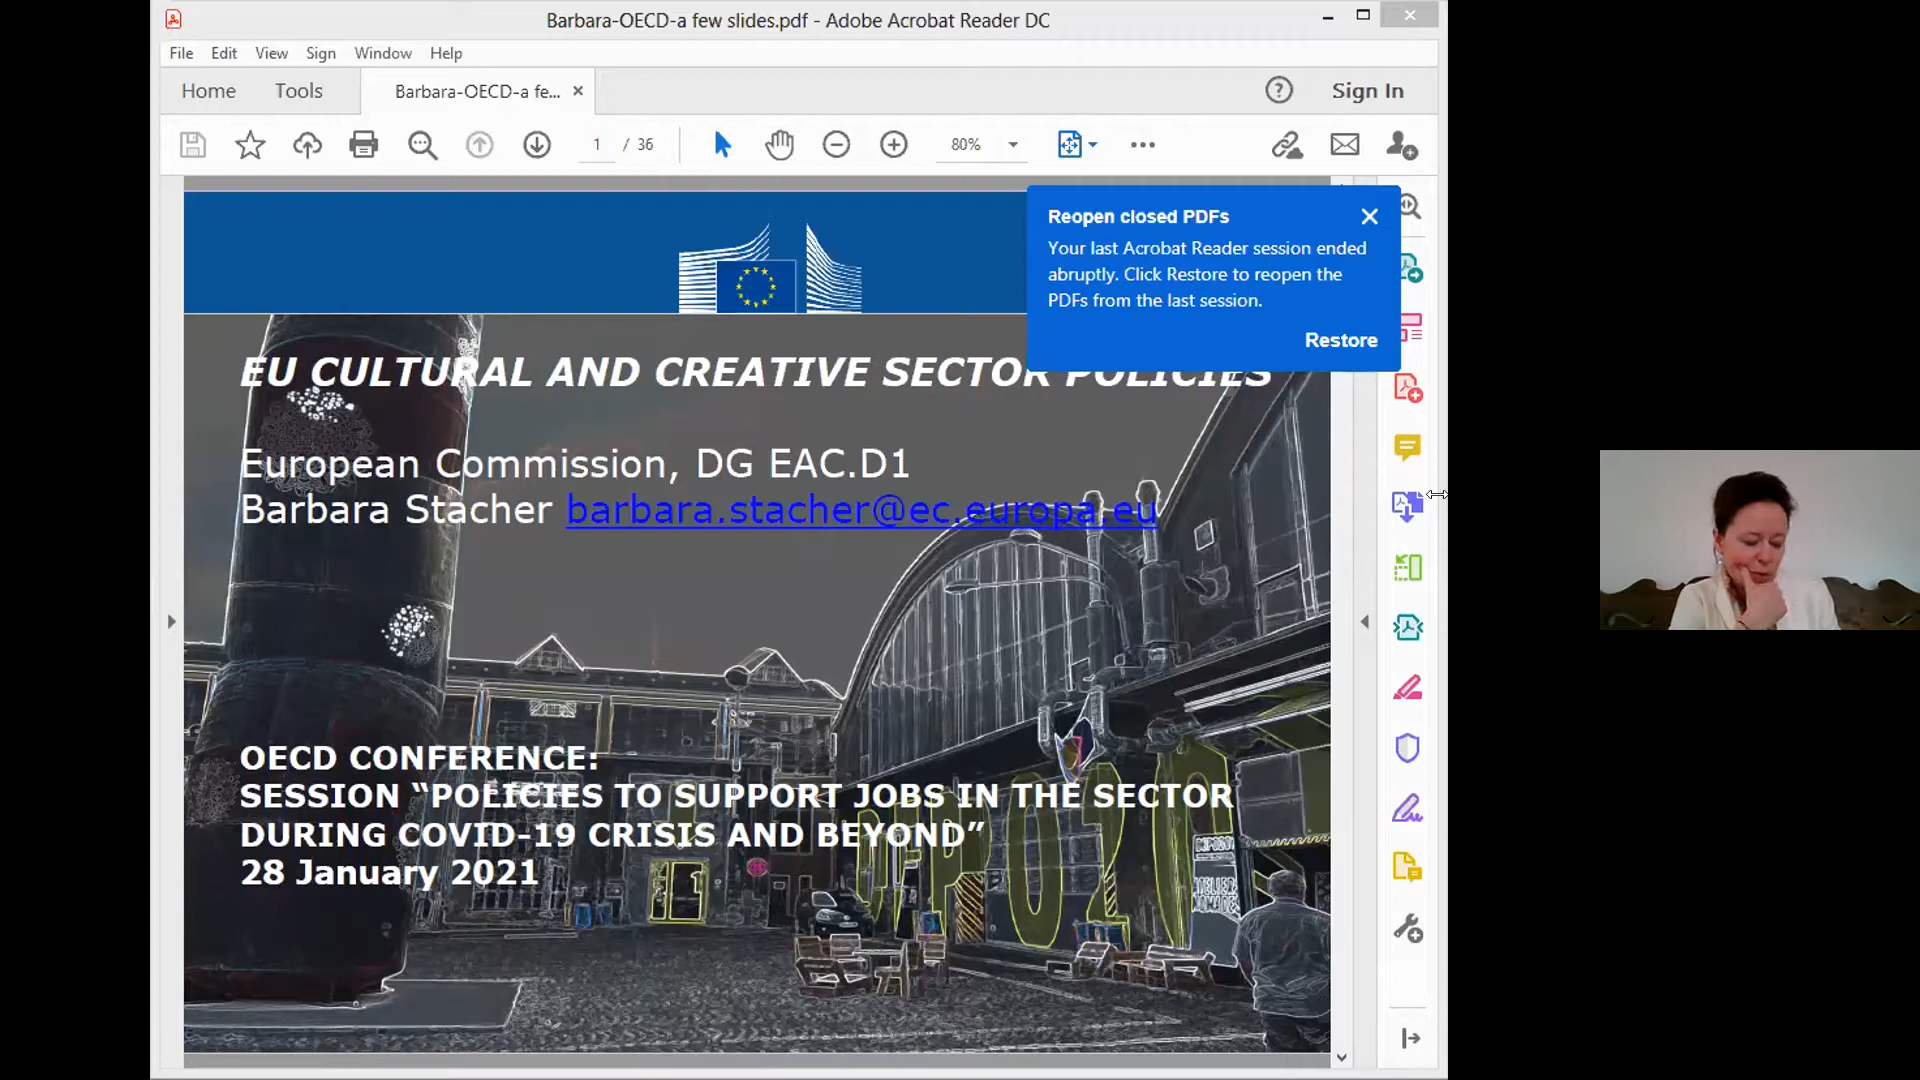 Barbara-OECD-a few slides.pdf - Adobe Acrobat Reader DC
File Edit View Sign Window Help
Home Tools Barbara-OECD-a fe... Sign In
1 / 36 80%
Reopen closed PDFs
Your last Acrobat Reader session ended
abruptly. Click Restore to reopen the
PDFs from the last session.
Restore
EU CULTURAL AND CREATIVE SECTOR POLICIES
European Commission, DG EAC.D1
Barbara Stacher barbara.stacher@ec.europa.eu
OECD CONFERENCE:
SESSION “POLICIES TO SUPPORT JOBS IN THE SECTOR
DURING COVID-19 CRISIS AND BEYOND”
28 January 2021